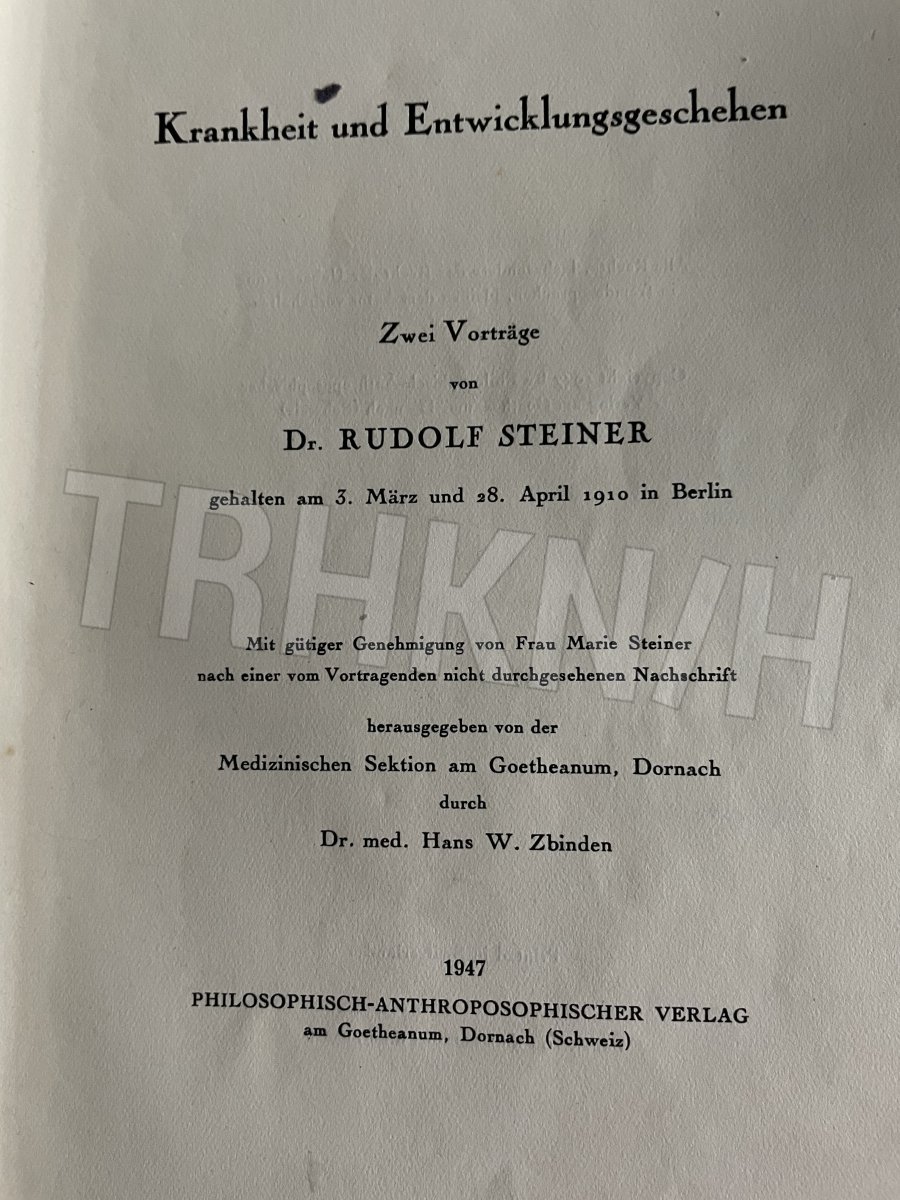 Krankheit und Entwicklungsgeschehen
Zwei Vorträge
von
Dr. RUDOLF STEINER
gehalten am 3. März und 28. April 1910 in Berlin
TRHKN/H
Mit gütiger Genehmigung von Frau Marie Steiner
nach einer vom Vortragenden nicht durchgesehenen Nachschrift
herausgegeben von der
Medizinischen Sektion am Goetheanum, Dornach
durch
Dr. med. Hans W. Zbinden
1947
PHILOSOPHISCH-ANTHROPOSOPHISCHER VERLAG
am Goetheanum, Dornach (Schweiz)